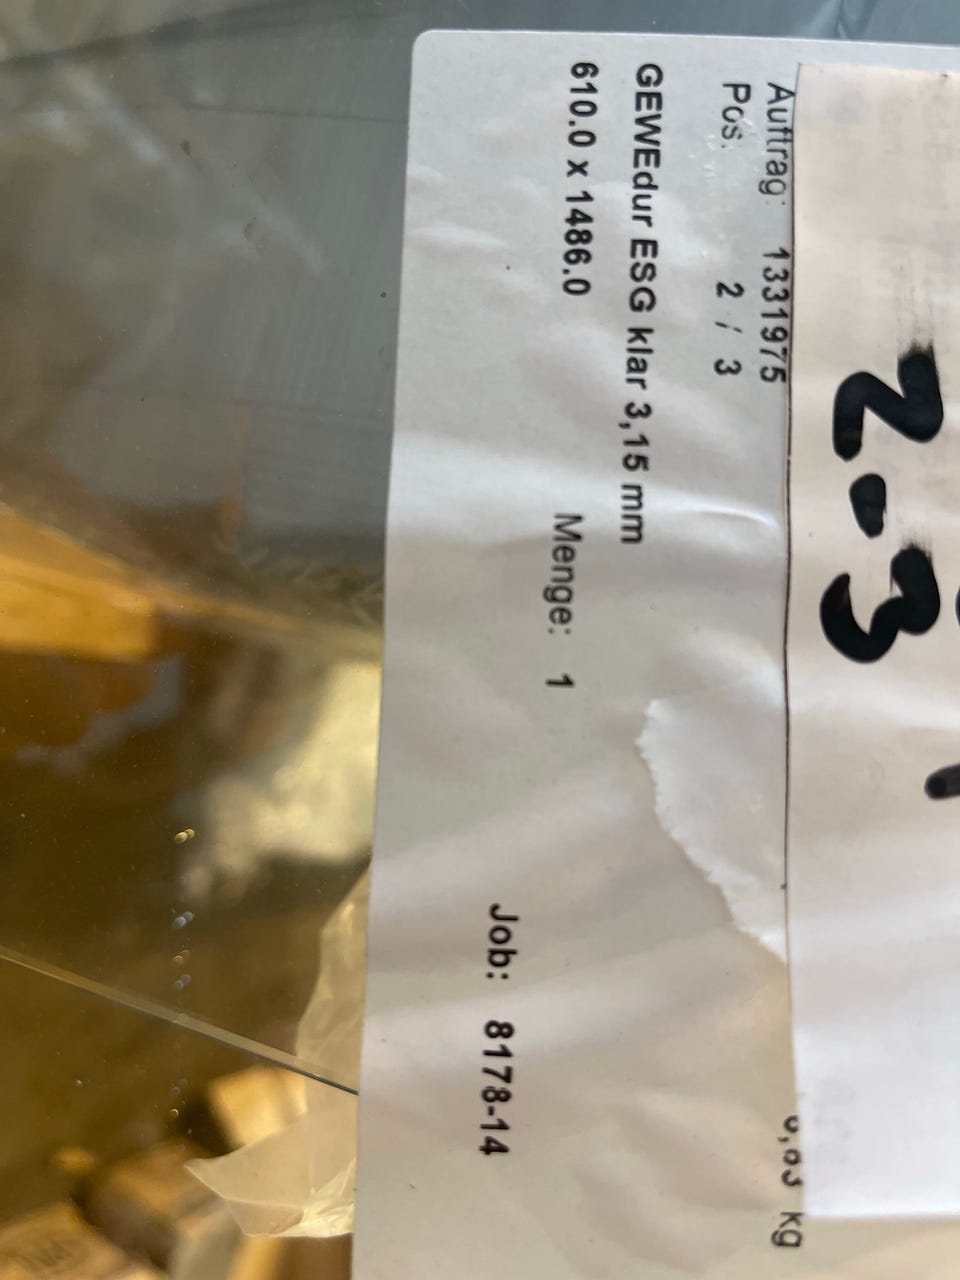 2.3
Auftrag: 1331975 kg
Pos. 2 / 3
GEWEdur ESG klar 3,15 mm
610.0 x 1486.0 Menge: 1
Job: 8178-14